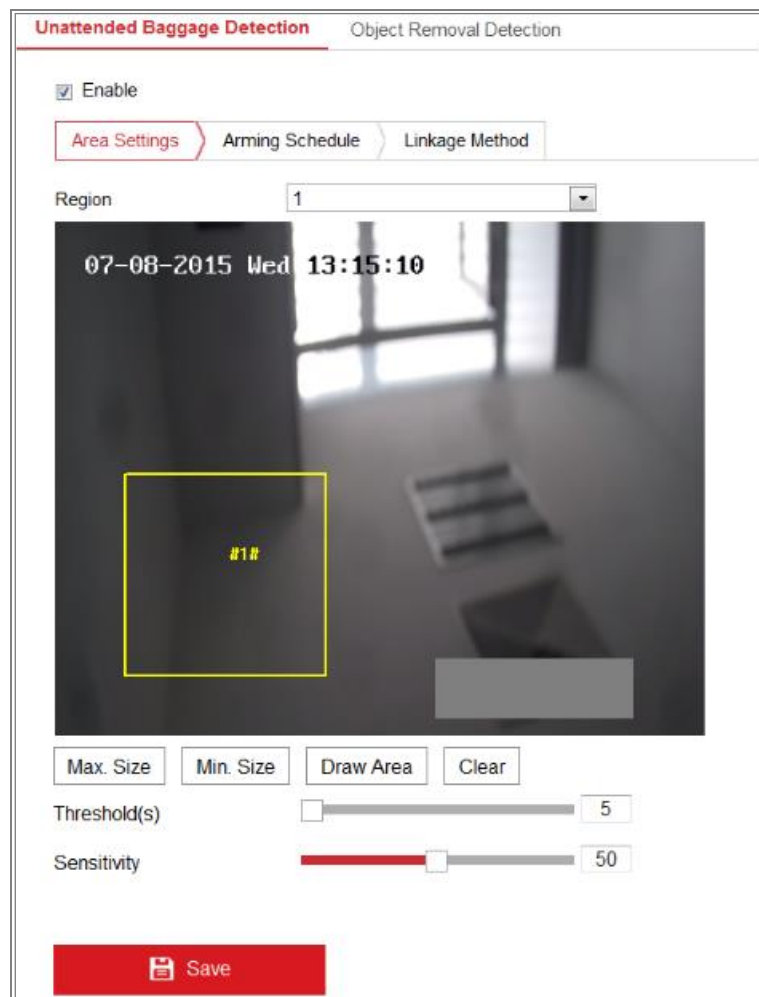 Unattended Baggage Detection Object Removal Detection
Enable
Area Settings Arming Schedule Linkage Method
Region 1
07-08-2015 Wed 13:15:10
#1#
Max. Size Min. Size Draw Area Clear
Threshold(s) 5
Sensitivity 50
Save